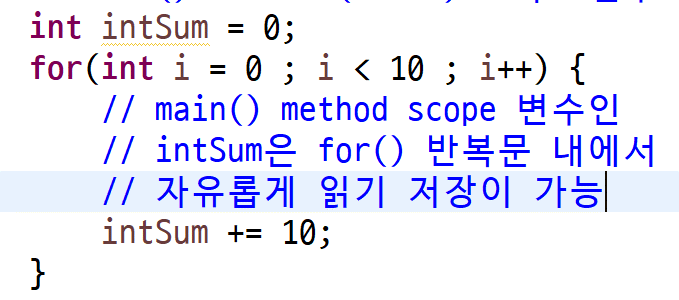 int intSum = 0;
for(int i = 0 ; i < 10 ; i++) {
// main() method scope 변수인
// intSum은 for() 반복문 내에서
// 자유롭게 읽기 저장이 가능
intSum += 10;
}